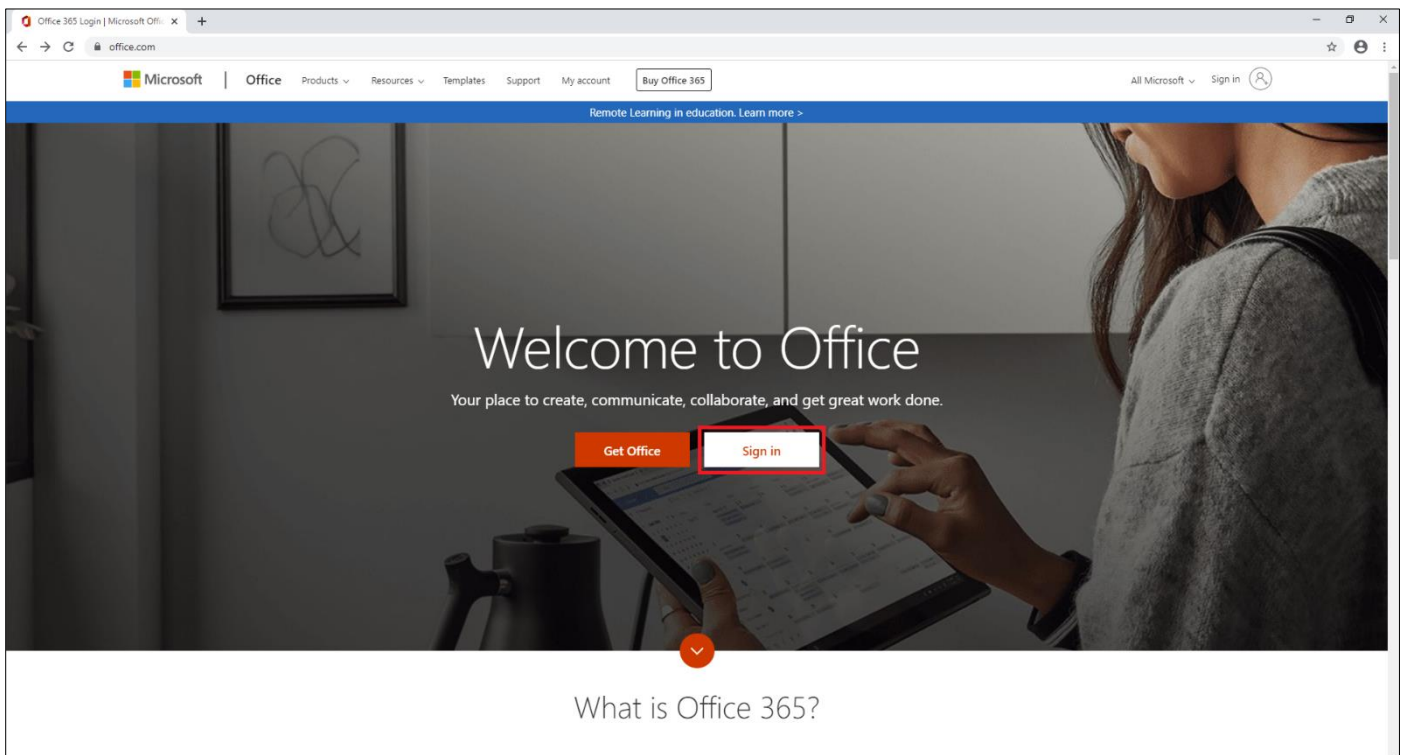 Office 365 Login | Microsoft Offi
office.com
Microsoft | Office Products Resources Templates Support My account Buy Office 365 All Microsoft Sign in
Remote Learning in education. Learn more >
Welcome to Office
Your place to create, communicate, collaborate, and get great work done.
Get Office Sign in
What is Office 365?